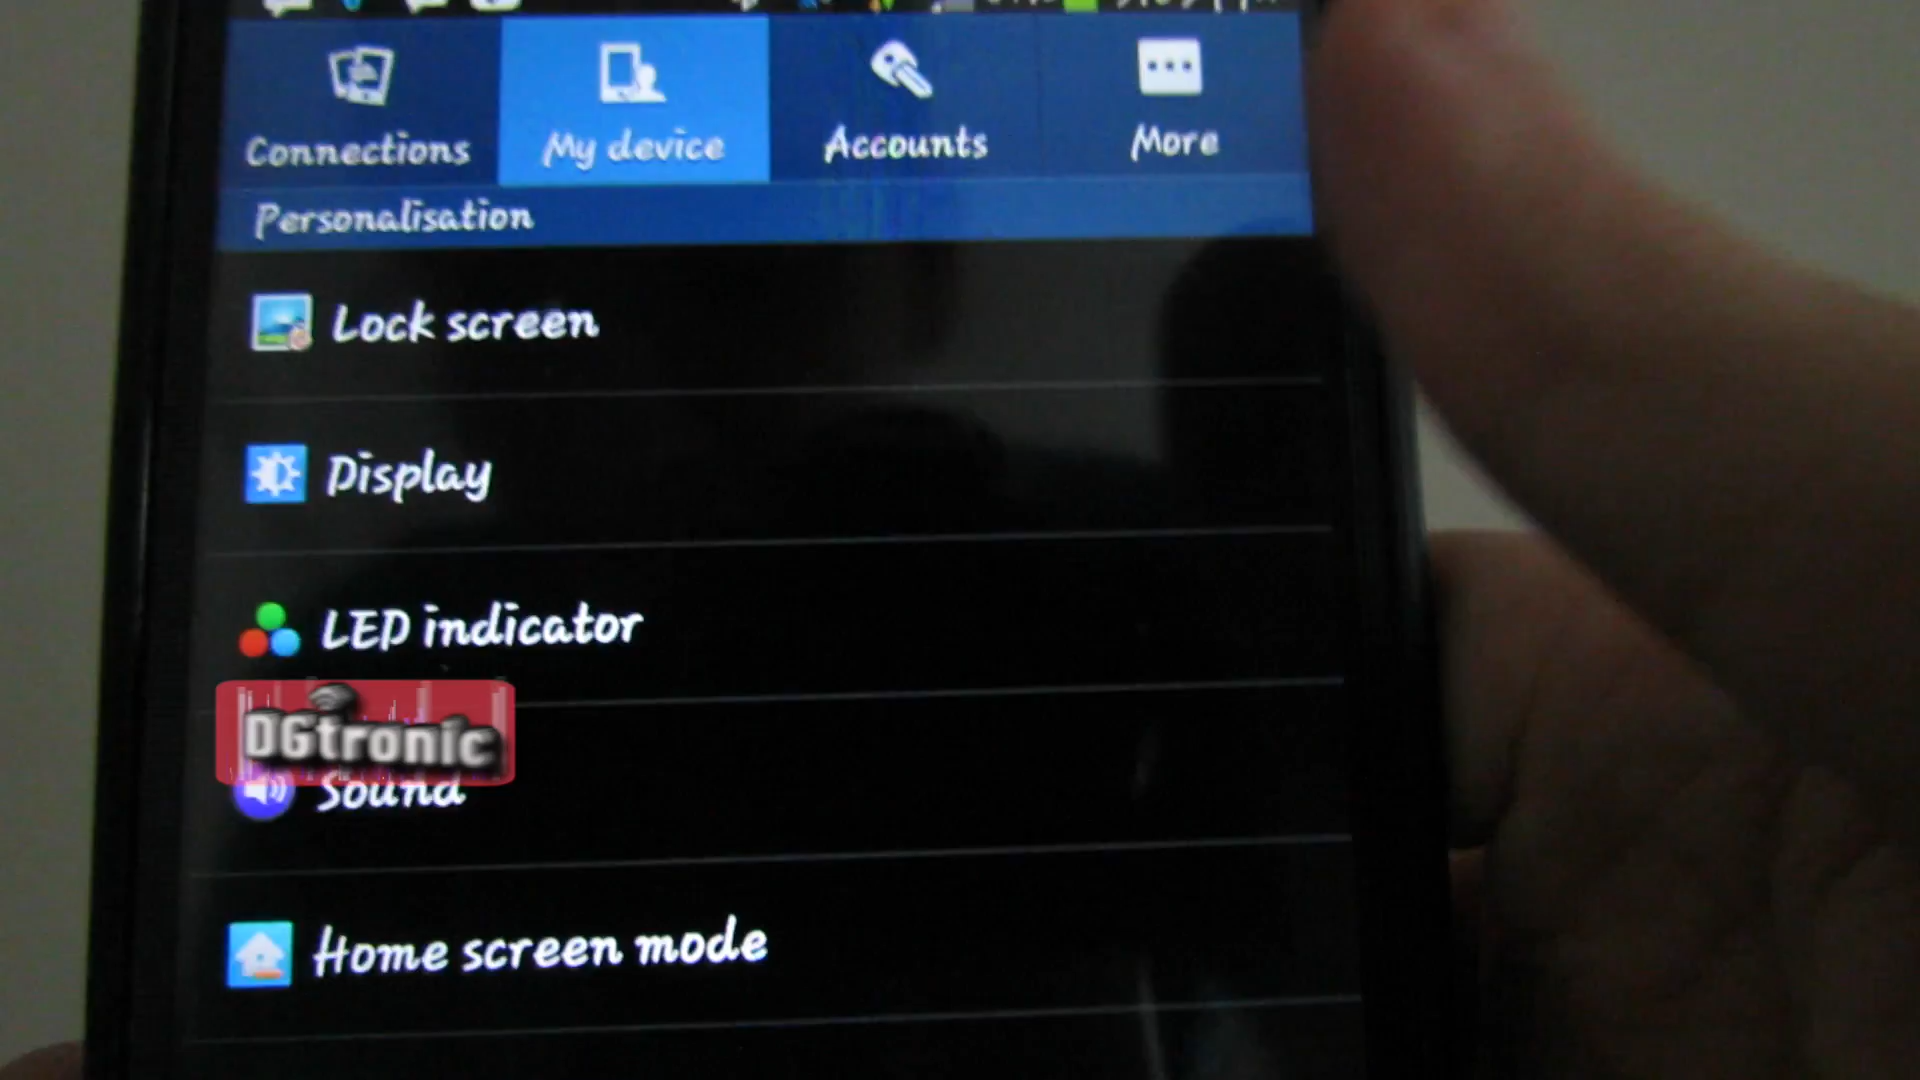 Connections My device Accounts More
Personalisation
Lock screen
Display
LED indicator
DGtronic
Sound
Home screen mode